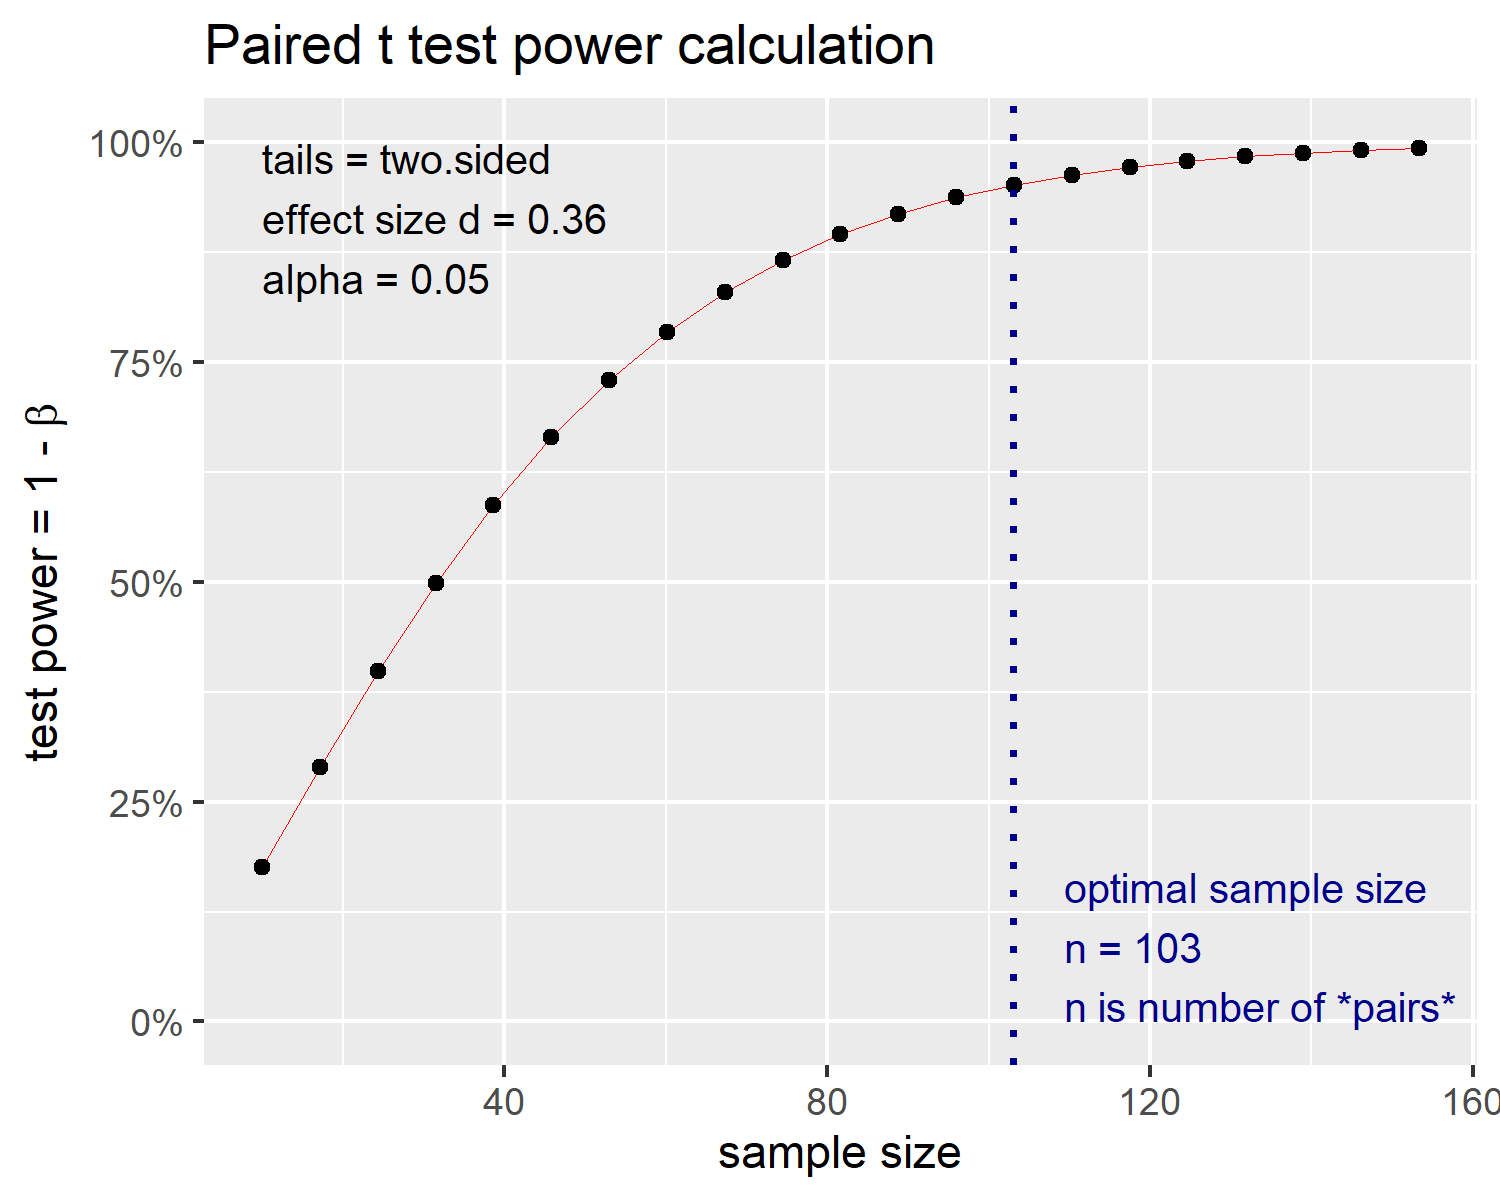 Paired t test power calculation
100%
75%
50%
25%
0%
test power = 1 - β
tails = two.sided
effect size d = 0.36
alpha = 0.05
optimal sample size
n = 103
n is number of *pairs*
40
80
120
160
sample size